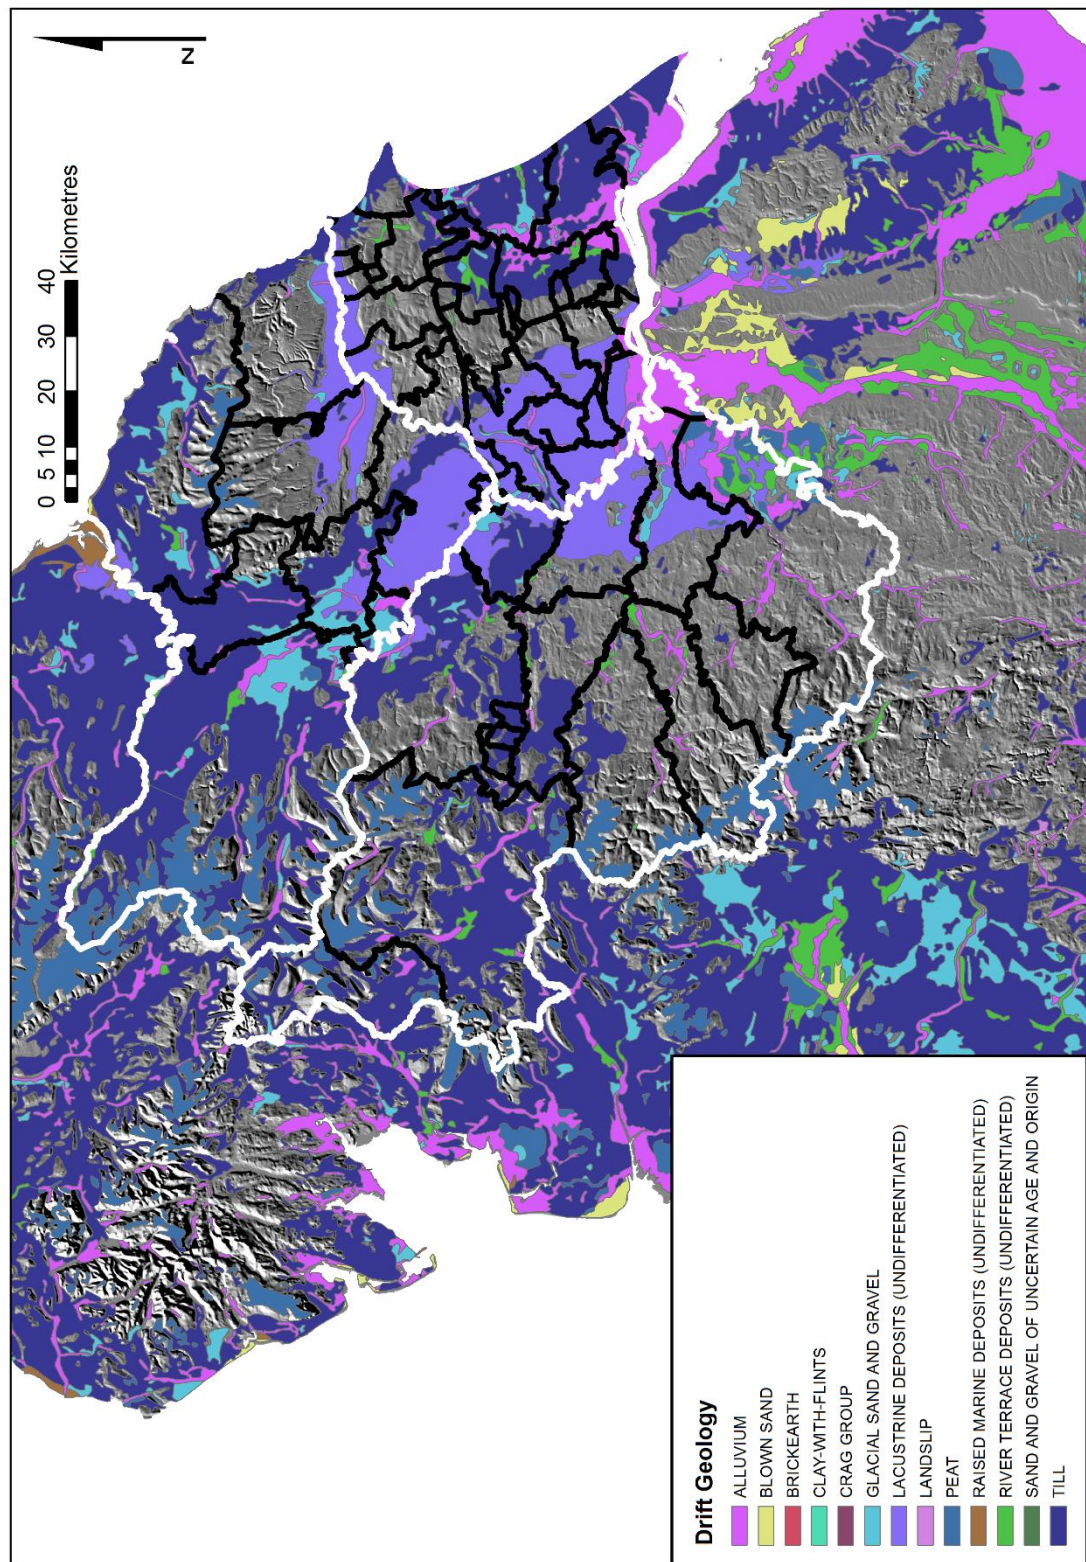 N
0 5 10 20 30 40
Kilometres
Drift Geology
ALLUVIUM
BLOWN SAND
BRICKEARTH
CLAY-WITH-FLINTS
CRAG GROUP
GLACIAL SAND AND GRAVEL
LACUSTRINE DEPOSITS (UNDIFFERENTIATED)
LANDSLIP
PEAT
RAISED MARINE DEPOSITS (UNDIFFERENTIATED)
RIVER TERRACE DEPOSITS (UNDIFFERENTIATED)
SAND AND GRAVEL OF UNCERTAIN AGE AND ORIGIN
TILL